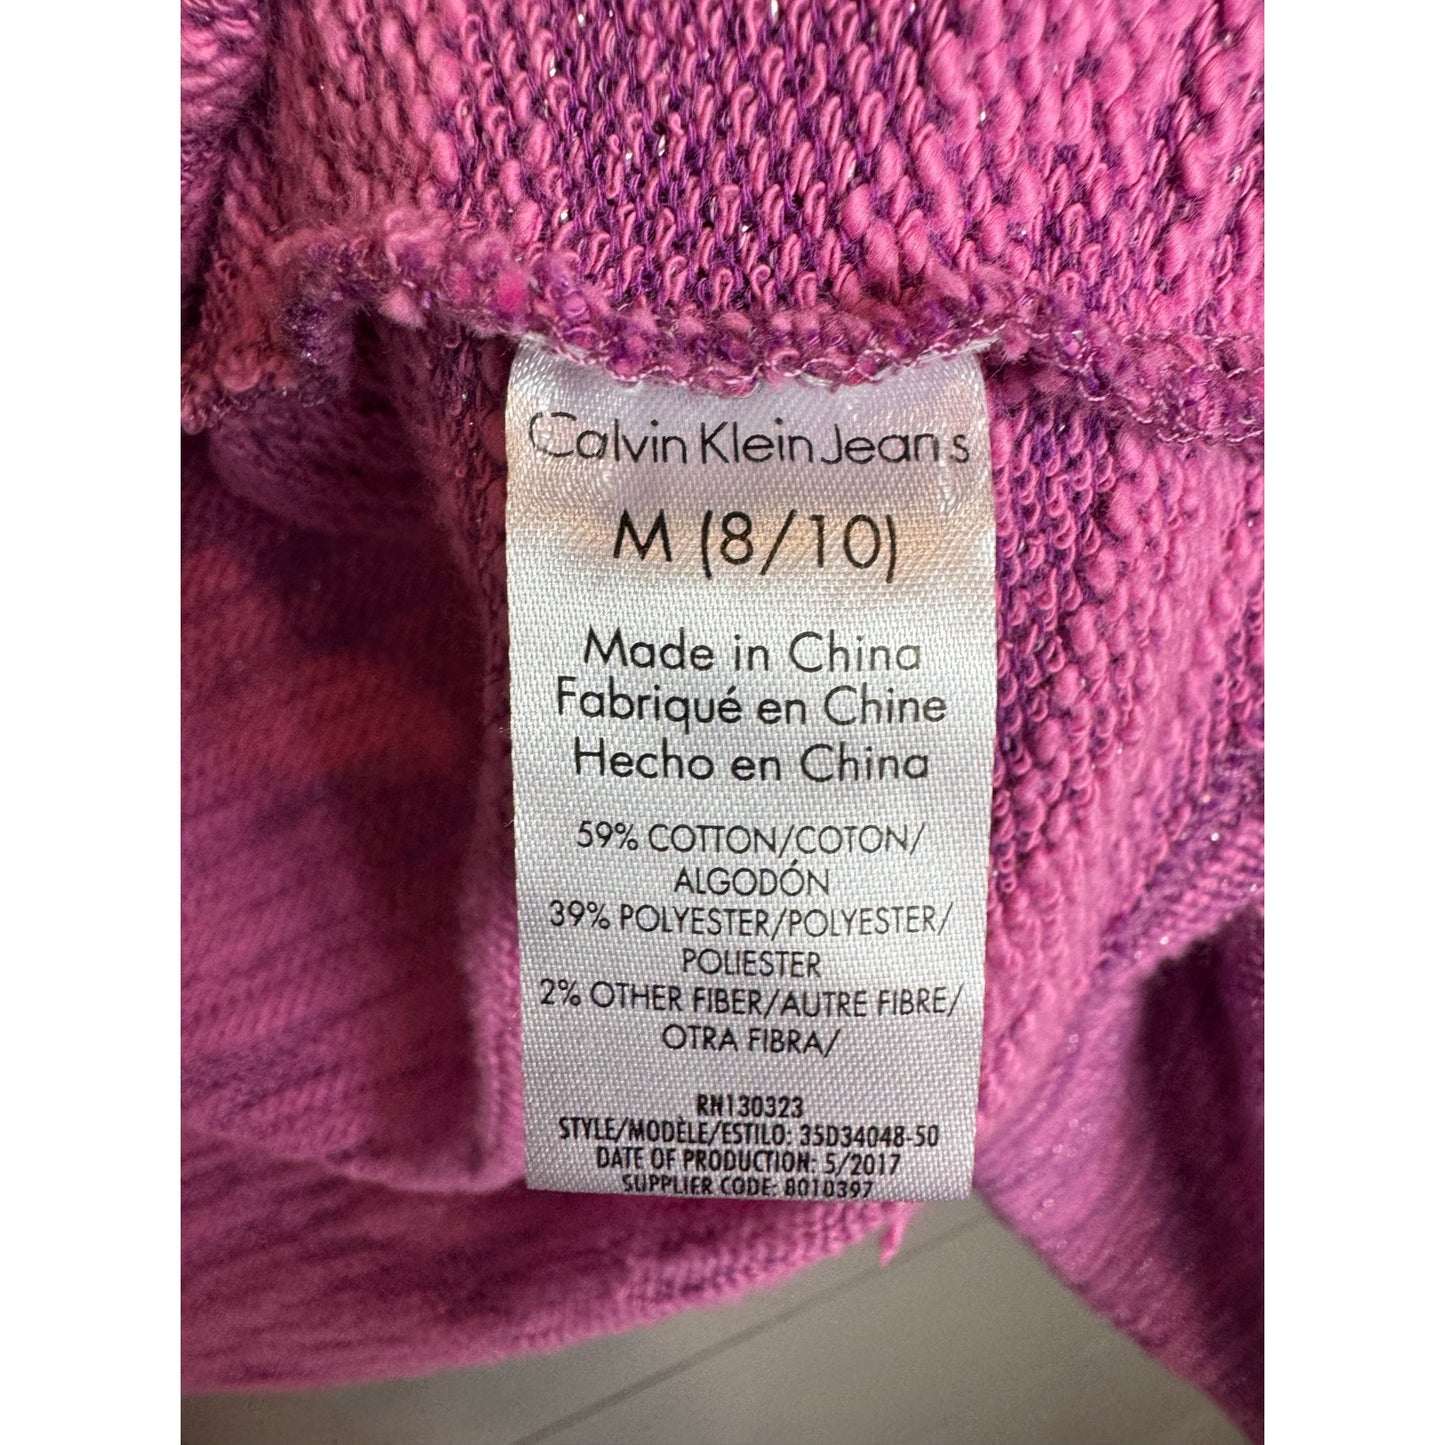 Calvin Klein Jeans
M (8/10)
Made in China
Fabriqué en Chine
Hecho en China
59% COTTON/COTON/
ALGODÓN
39% POLYESTER/POLYESTER/
POLIESTER
2% OTHER FIBER/AUTRE FIBRE/
OTRA FIBRA/
RN130323
STYLE/MODÈLE/ESTILO: 35D34048-50
DATE OF PRODUCTION: 5/2017
SUPPLIER CODE: 8010397